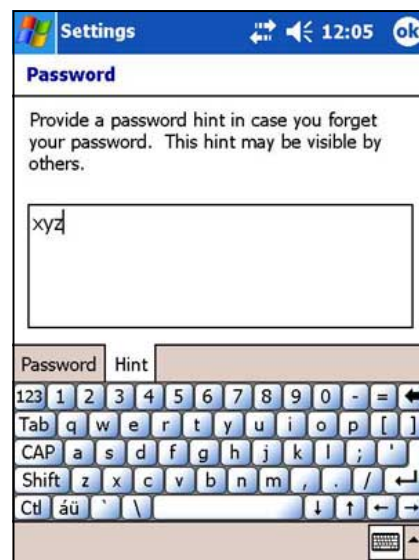 Settings 12:05 ok
Password
Provide a password hint in case you forget
your password. This hint may be visible by
others.
xyz
Password Hint
123 1 2 3 4 5 6 7 8 9 0 - = ←
Tab q w e r t y u i o p [ ]
CAP a s d f g h j k l ; '
Shift z x c v b n m , . / ↵
Ctl áü ` \ ↓ ↑ ← →